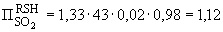 П^RSH_SO₂ = 1,33·43·0,02·0,98 = 1,12